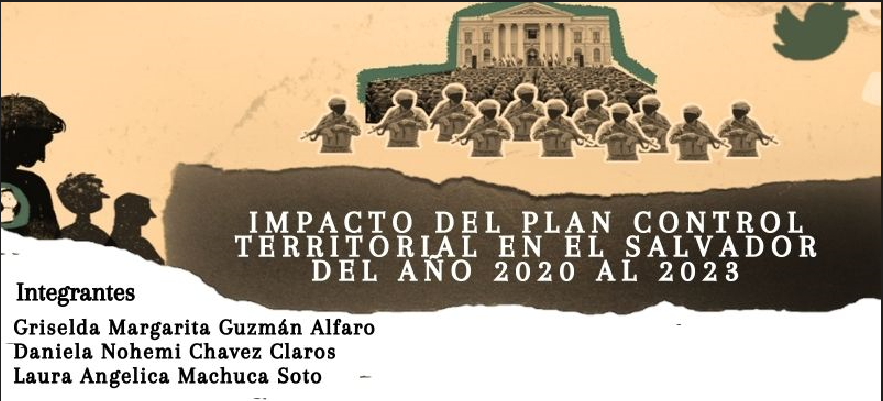 IMPACTO DEL PLAN CONTROL
TERRITORIAL EN EL SALVADOR
DEL AÑO 2020 AL 2023
Integrantes
Griselda Margarita Guzmán Alfaro
Daniela Nohemi Chavez Claros
Laura Angelica Machuca Soto